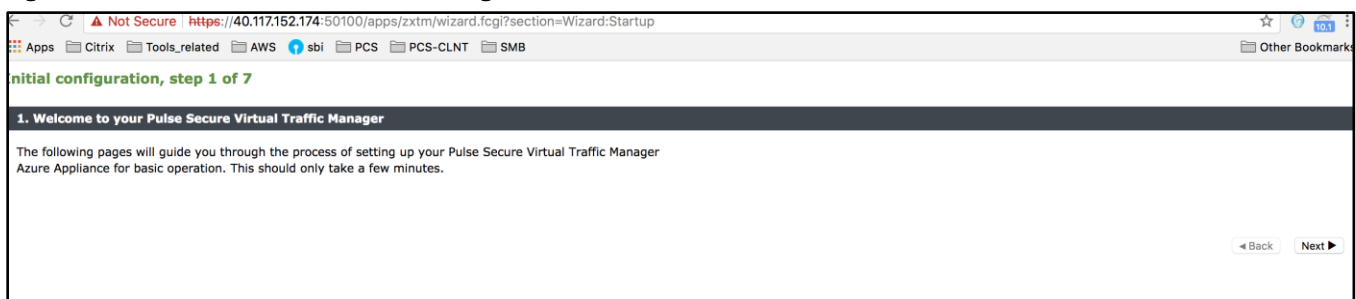 Not Secure https://40.117.152.174:50100/apps/zxtm/wizard.fcgi?section=Wizard:Startup
10.1
Apps Citrix Tools_related AWS sbi PCS PCS-CLNT SMB Other Bookmarks
nitial configuration, step 1 of 7
1. Welcome to your Pulse Secure Virtual Traffic Manager
The following pages will guide you through the process of setting up your Pulse Secure Virtual Traffic Manager
Azure Appliance for basic operation. This should only take a few minutes.
Back Next